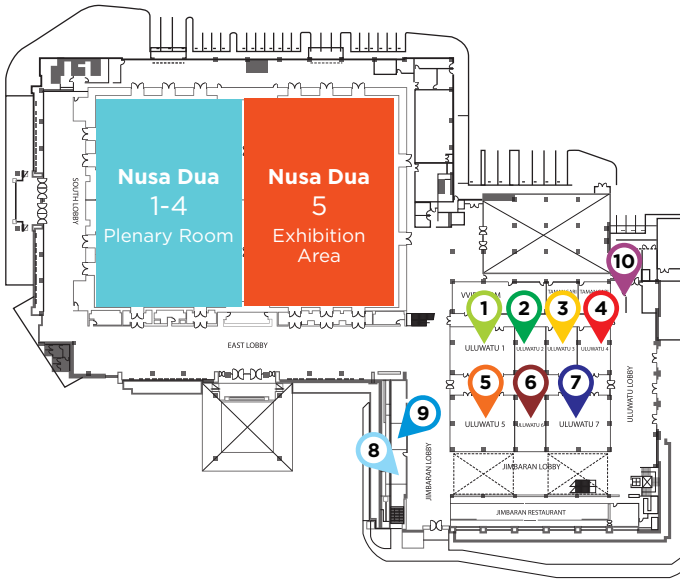 Nusa Dua
1-4
Plenary Room
Nusa Dua
5
Exhibition
Area
SOUTH LOBBY
EAST LOBBY
10
1
2
3
4
ULUWATU 1
ULUWATU 2
ULUWATU 3
ULUWATU 4
ULUWATU LOBBY
5
6
7
ULUWATU 5
ULUWATU 6
ULUWATU 7
9
8
JIMBARAN LOBBY
JIMBARAN LOBBY
JIMBARAN RESTAURANT